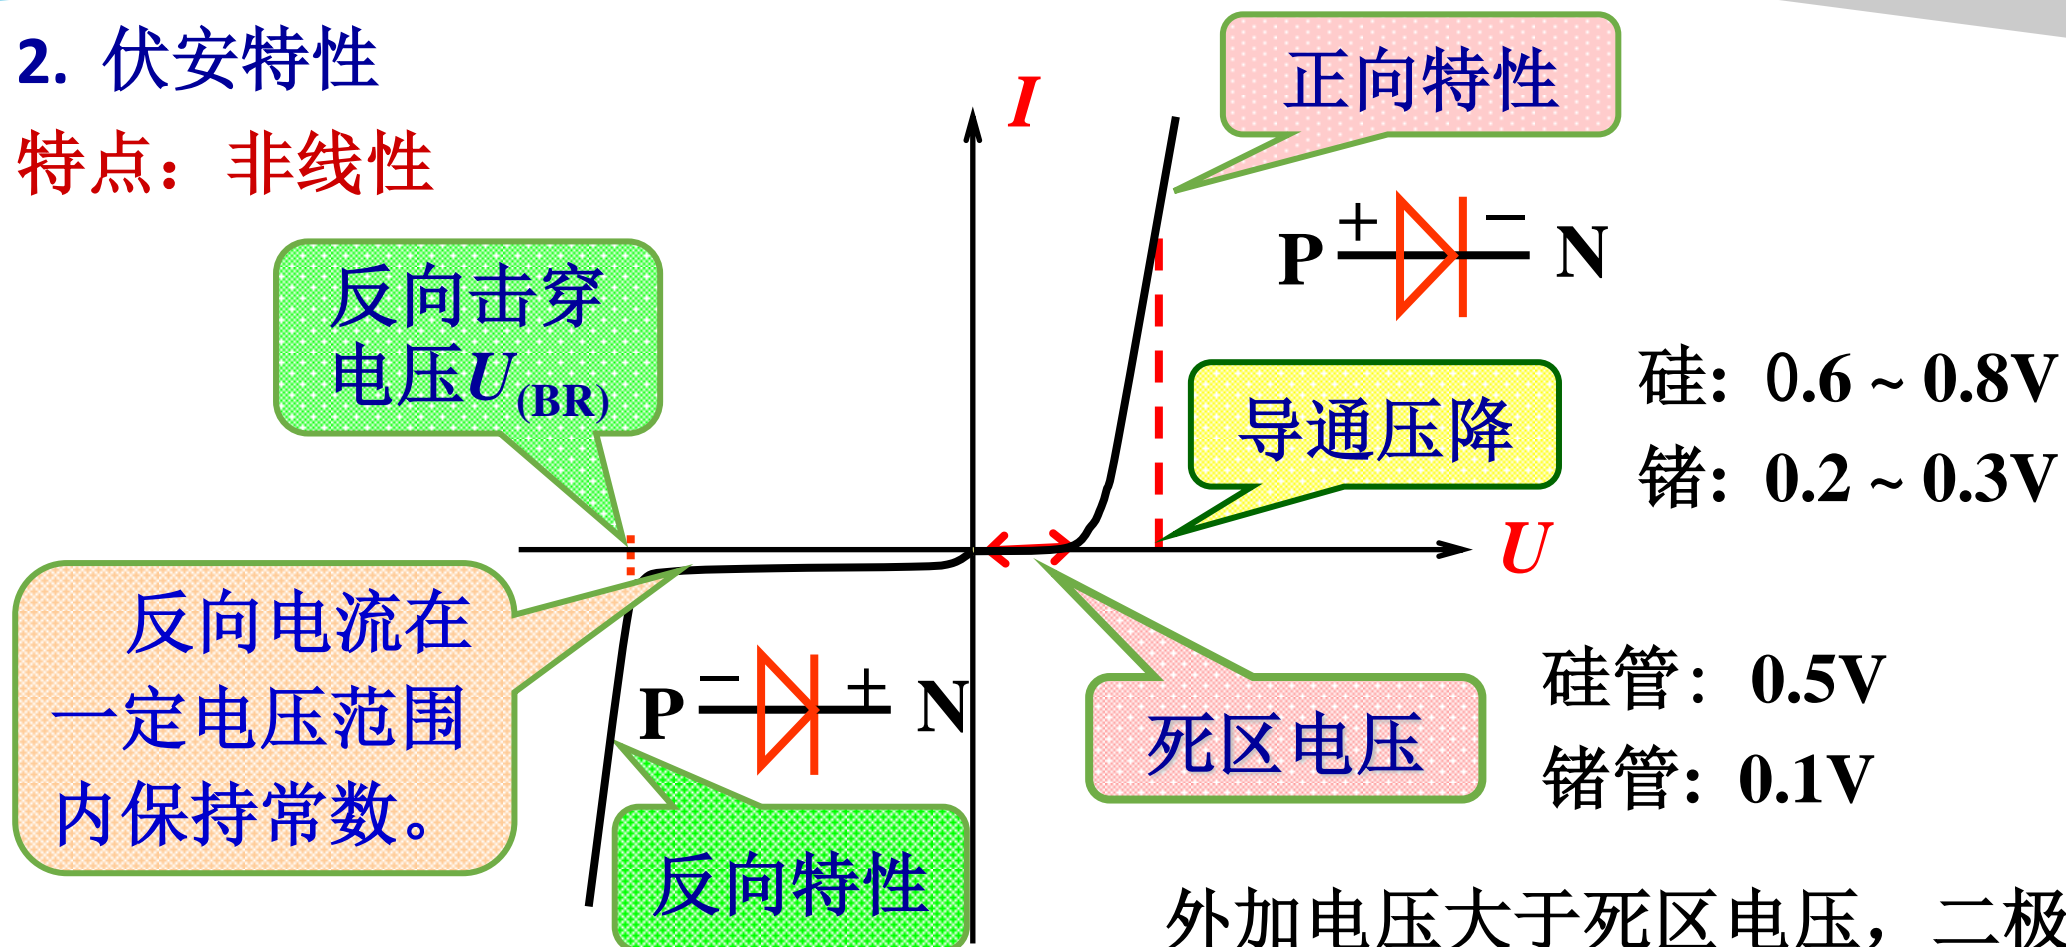 2. 伏安特性
特点：非线性
I
正向特性
P + − N
反向击穿
电压U(BR)
硅: 0.6 ~ 0.8V
导通压降
锗: 0.2 ~ 0.3V
U
反向电流在
一定电压范围
内保持常数。
P − + N
硅管: 0.5V
死区电压
锗管: 0.1V
反向特性
外加电压大于死区电压，二极